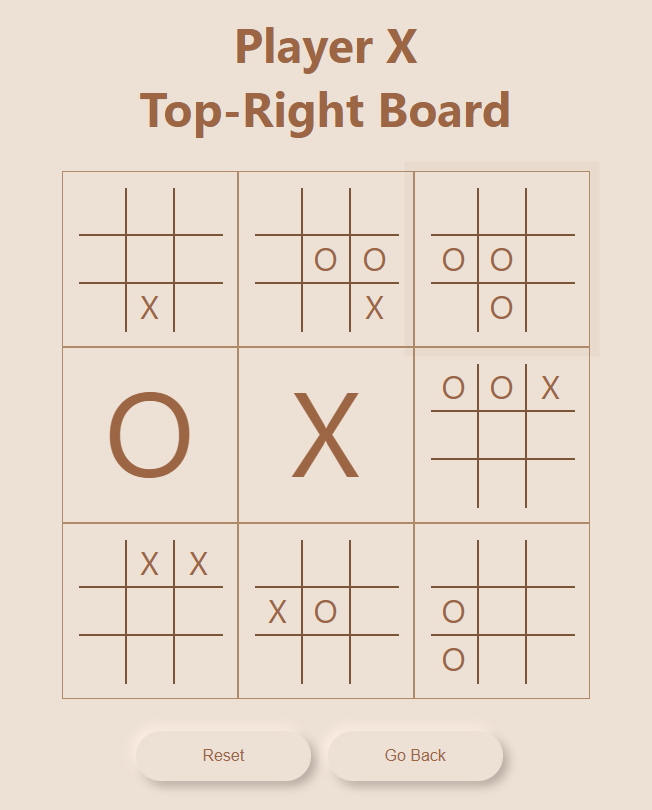 Player X
Top-Right Board
O O O O
X X O
O X O O X
X X
X O O
O
Reset Go Back